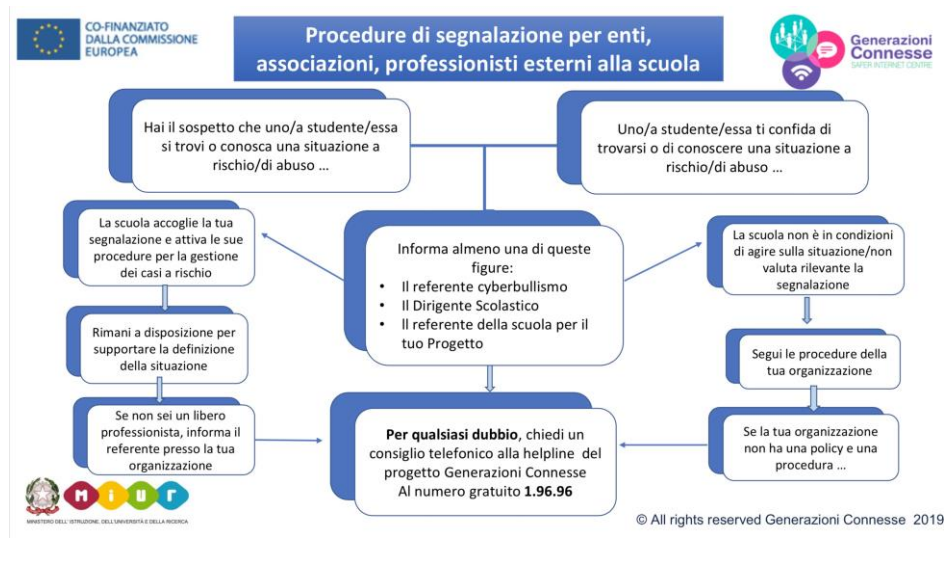 CO-FINANZIATO
DALLA COMMISSIONE
EUROPEA
Procedure di segnalazione per enti,
associazioni, professionisti esterni alla scuola
Generazioni
Connesse
SAFER INTERNET CENTRE
Hai il sospetto che uno/a studente/essa
si trovi o conosca una situazione a
rischio/di abuso …
Uno/a studente/essa ti confida di
trovarsi o di conoscere una situazione a
rischio/di abuso …
La scuola accoglie la tua
segnalazione e attiva le sue
procedure per la gestione
dei casi a rischio
Informa almeno una di queste
figure:
• Il referente cyberbullismo
• Il Dirigente Scolastico
• Il referente della scuola per il
tuo Progetto
La scuola non è in condizioni
di agire sulla situazione/non
valuta rilevante la
segnalazione
Rimani a disposizione per
supportare la definizione
della situazione
Segui le procedure della
tua organizzazione
Se non sei un libero
professionista, informa il
referente presso la tua
organizzazione
Per qualsiasi dubbio, chiedi un
consiglio telefonico alla helpline del
progetto Generazioni Connesse
Al numero gratuito 1.96.96
Se la tua organizzazione
non ha una policy e una
procedura …
miur
MINISTERO DELL' ISTRUZIONE, DELL'UNIVERSITÀ E DELLA RICERCA
© All rights reserved Generazioni Connesse 2019